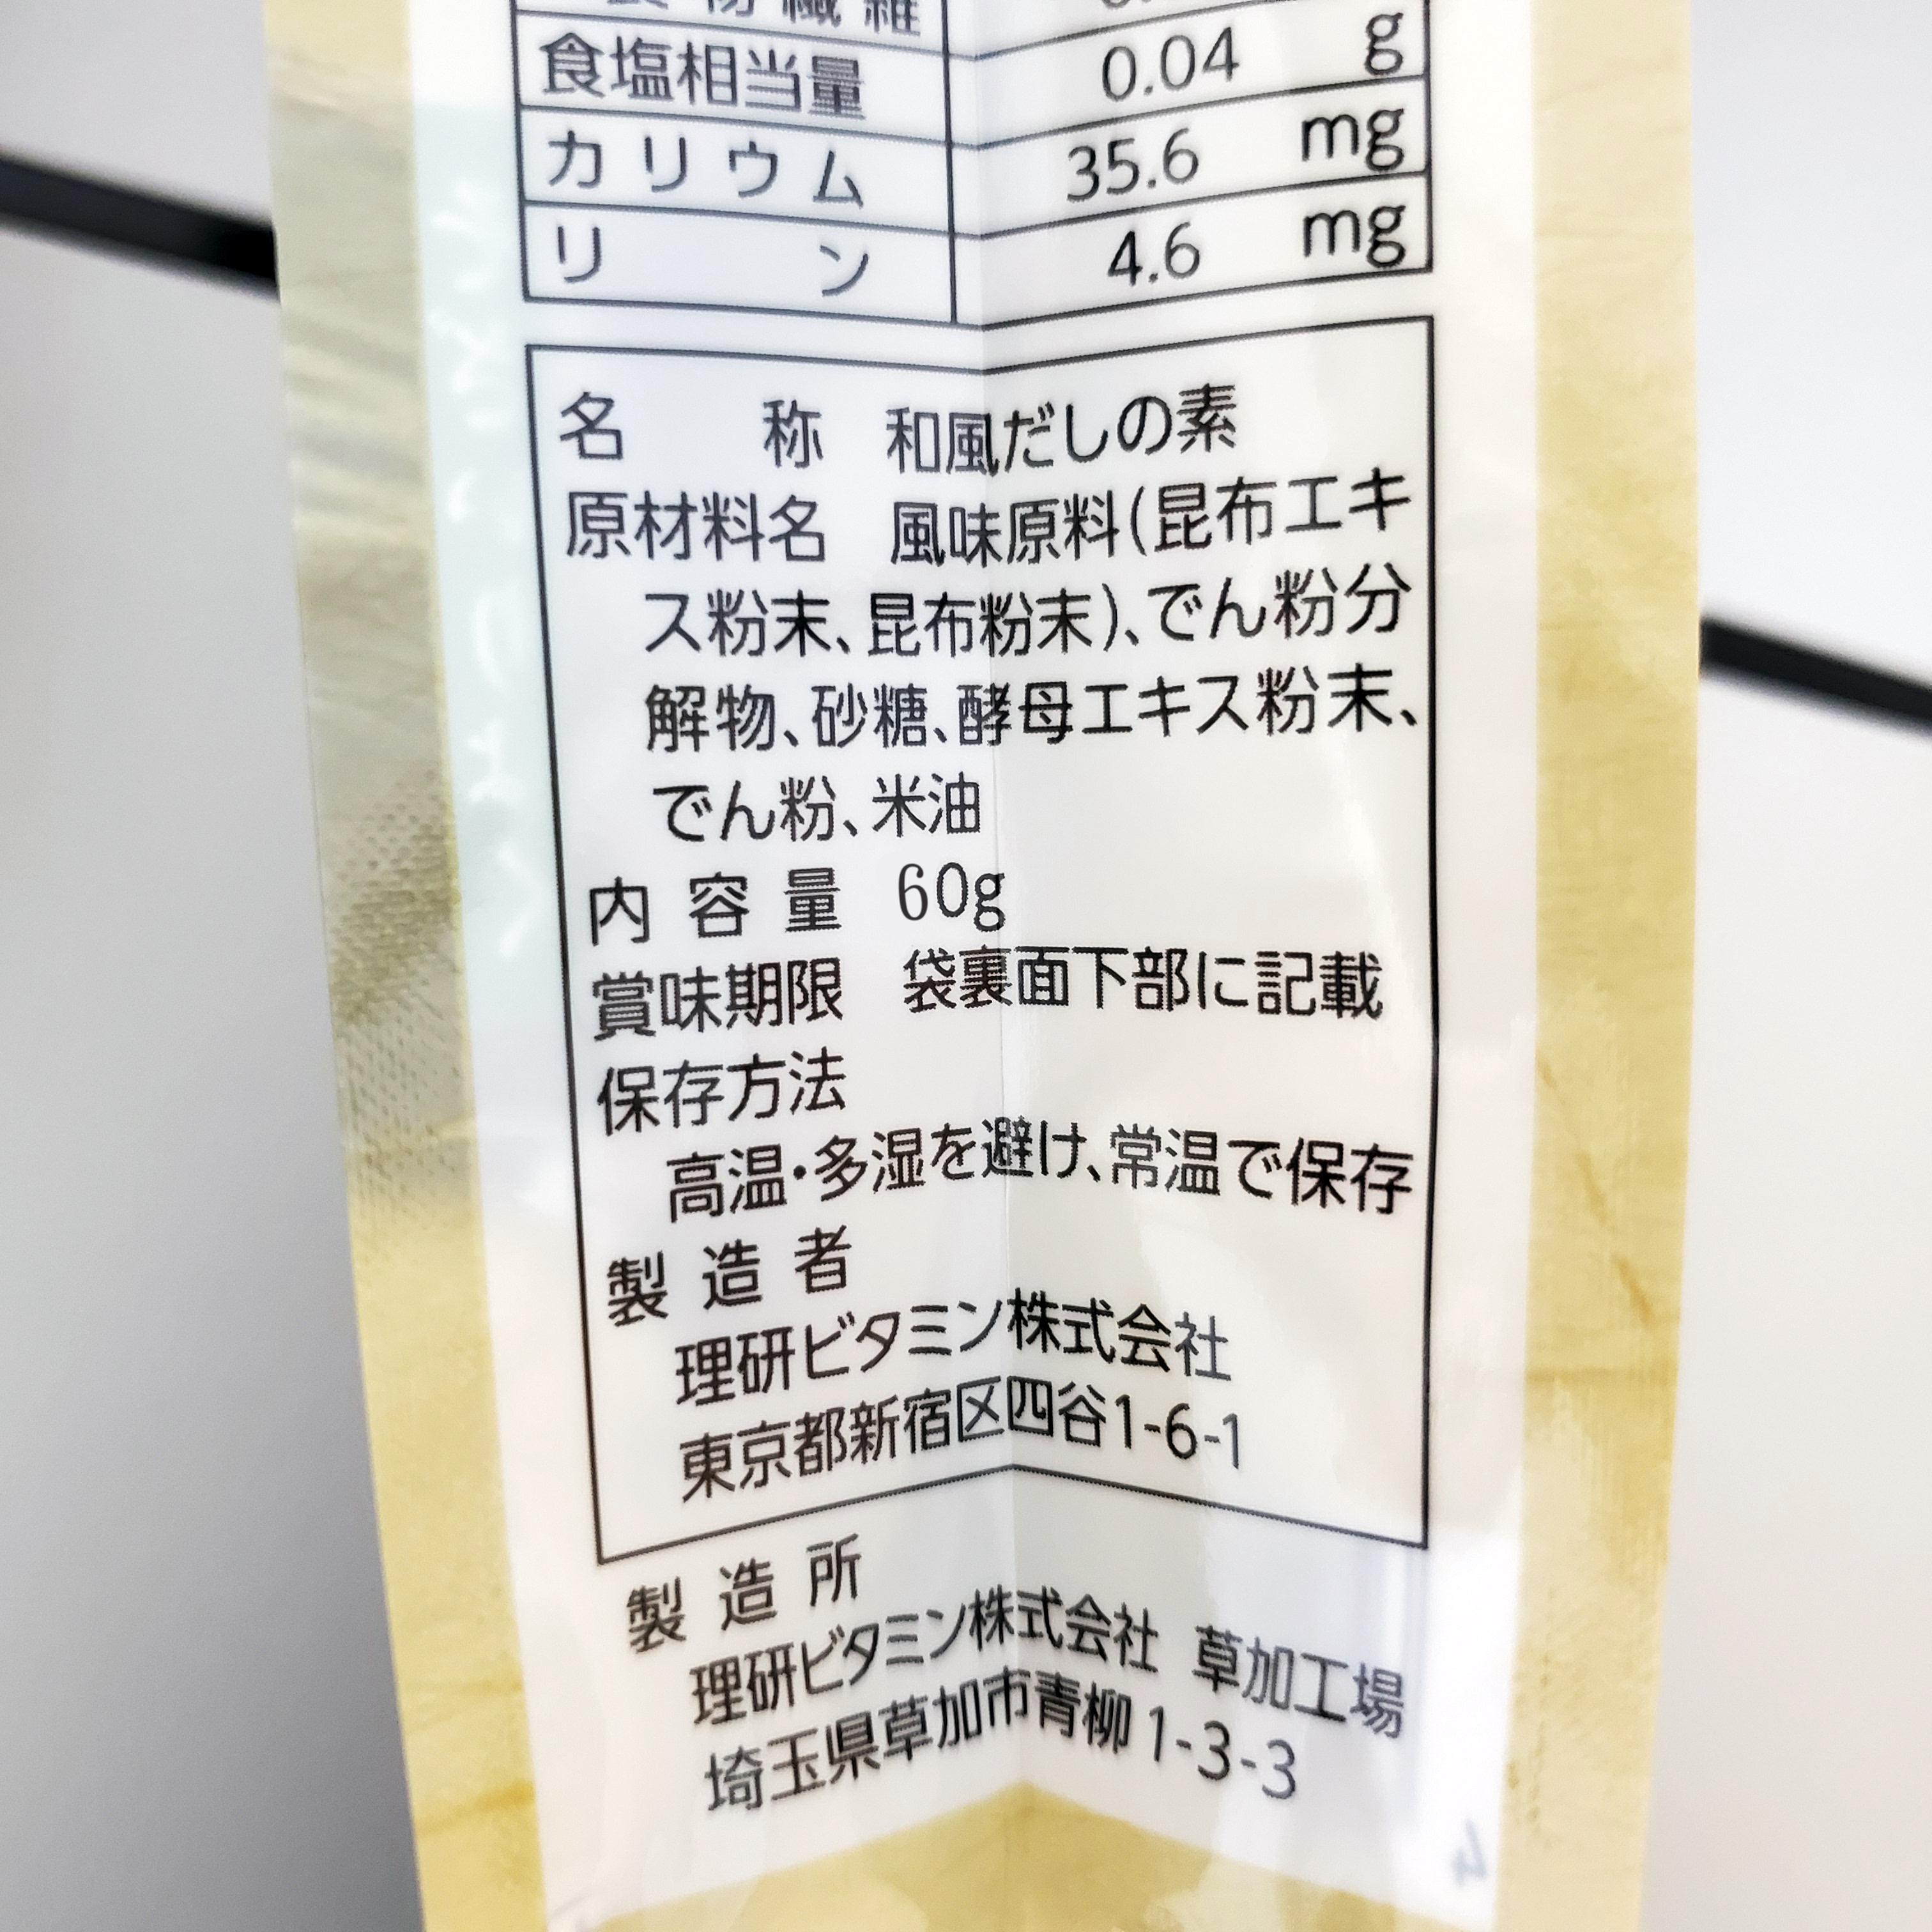 食塩相当量 0.04 g
カリウム 35.6 mg
リン 4.6 mg
名称 和風だしの素
原材料名 風味原料(昆布エキ
ス粉末、昆布粉末)、でん粉分
解物、砂糖、酵母エキス粉末、
でん粉、米油
内容量 60g
賞味期限 袋裏面下部に記載
保存方法
高温・多湿を避け、常温で保存
製造者
理研ビタミン株式会社
東京都新宿区四谷1-6-1
製造所
理研ビタミン株式会社 草加工場
埼玉県草加市青柳1-3-3